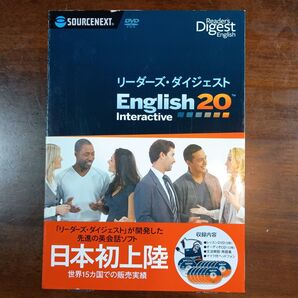 SOURCENEXT
DVD
Reader's
Digest
English
リーダーズ・ダイジェスト
English 20™
Interactive
「リーダーズ・ダイジェスト」が開発した
先進の英会話ソフト
日本初上陸
世界15カ国での販売実績
収録内容